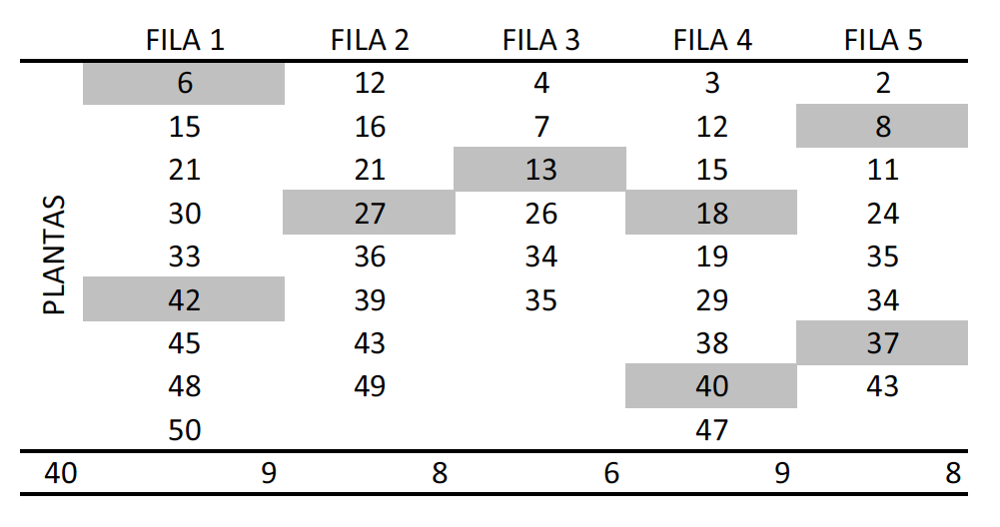 FILA 1 FILA 2 FILA 3 FILA 4 FILA 5
PLANTAS
6 12 4 3 2
15 16 7 12 8
21 21 13 15 11
30 27 26 18 24
33 36 34 19 35
42 39 35 29 34
45 43 38 37
48 49 40 43
50 47
40 9 8 6 9 8